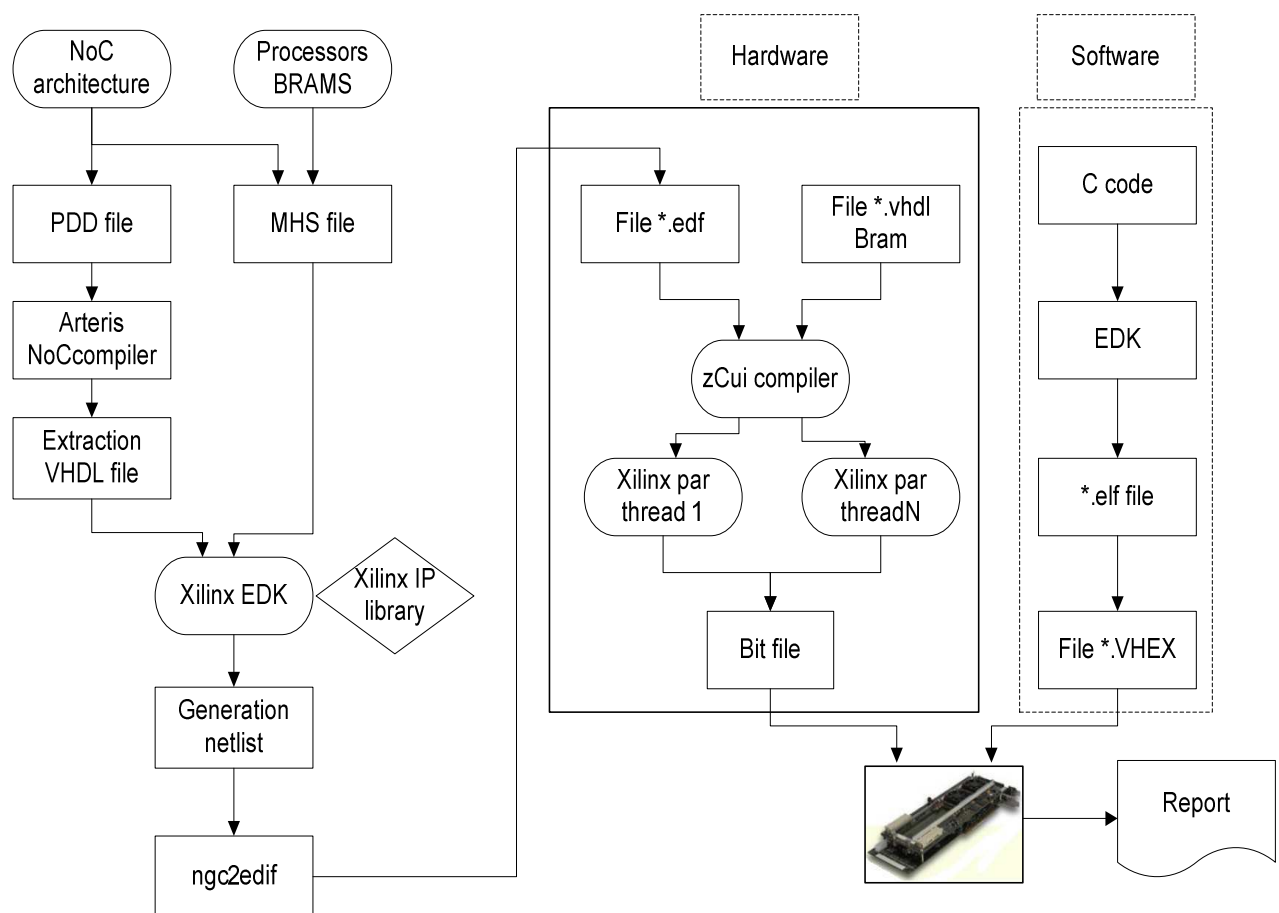 NoC
architecture
Processors
BRAMS
PDD file
MHS file
Arteris
NoCcompiler
Extraction
VHDL file
Xilinx EDK
Xilinx IP
library
Generation
netlist
ngc2edif
Hardware
File *.edf
File *.vhdl
Bram
zCui compiler
Xilinx par
thread 1
Xilinx par
threadN
Bit file
Software
C code
EDK
*.elf file
File *.VHEX
Report